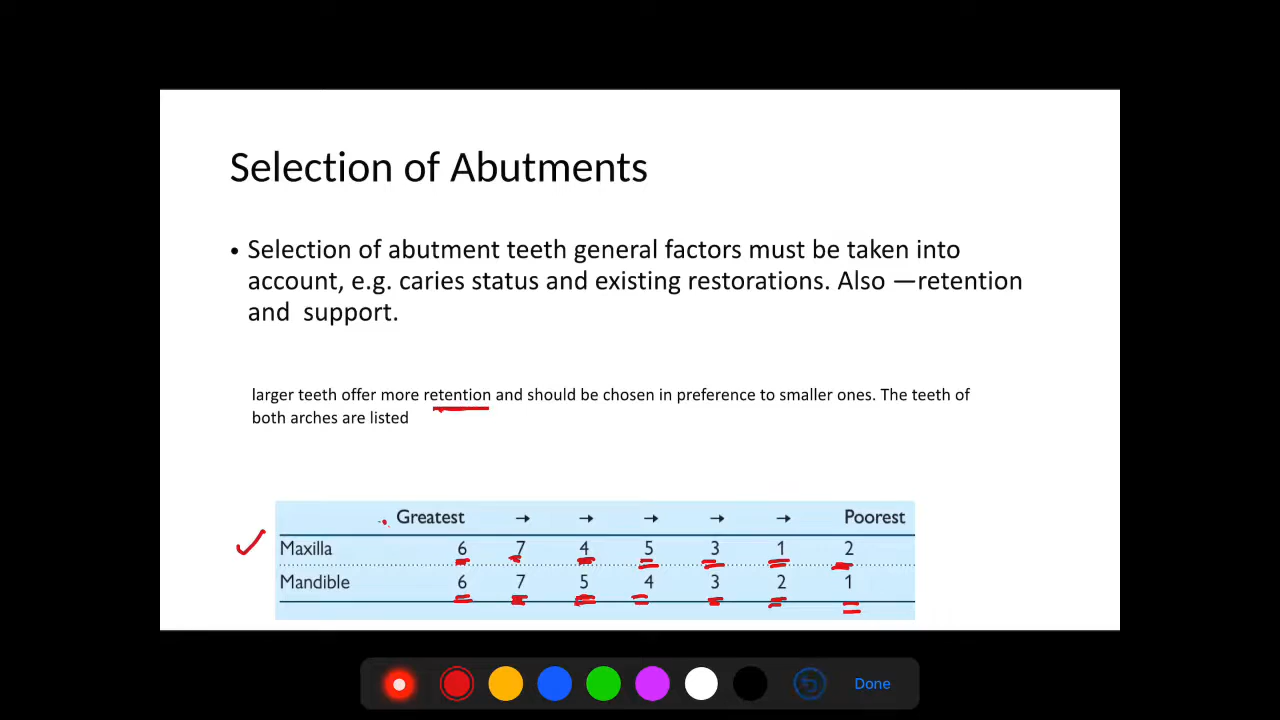 Selection of Abutments
• Selection of abutment teeth general factors must be taken into
account, e.g. caries status and existing restorations. Also —retention
and  support.
larger teeth offer more retention and should be chosen in preference to smaller ones. The teeth of
both arches are listed
Greatest → → → → → Poorest
Maxilla 6 7 4 5 3 1 2
Mandible 6 7 5 4 3 2 1
Done